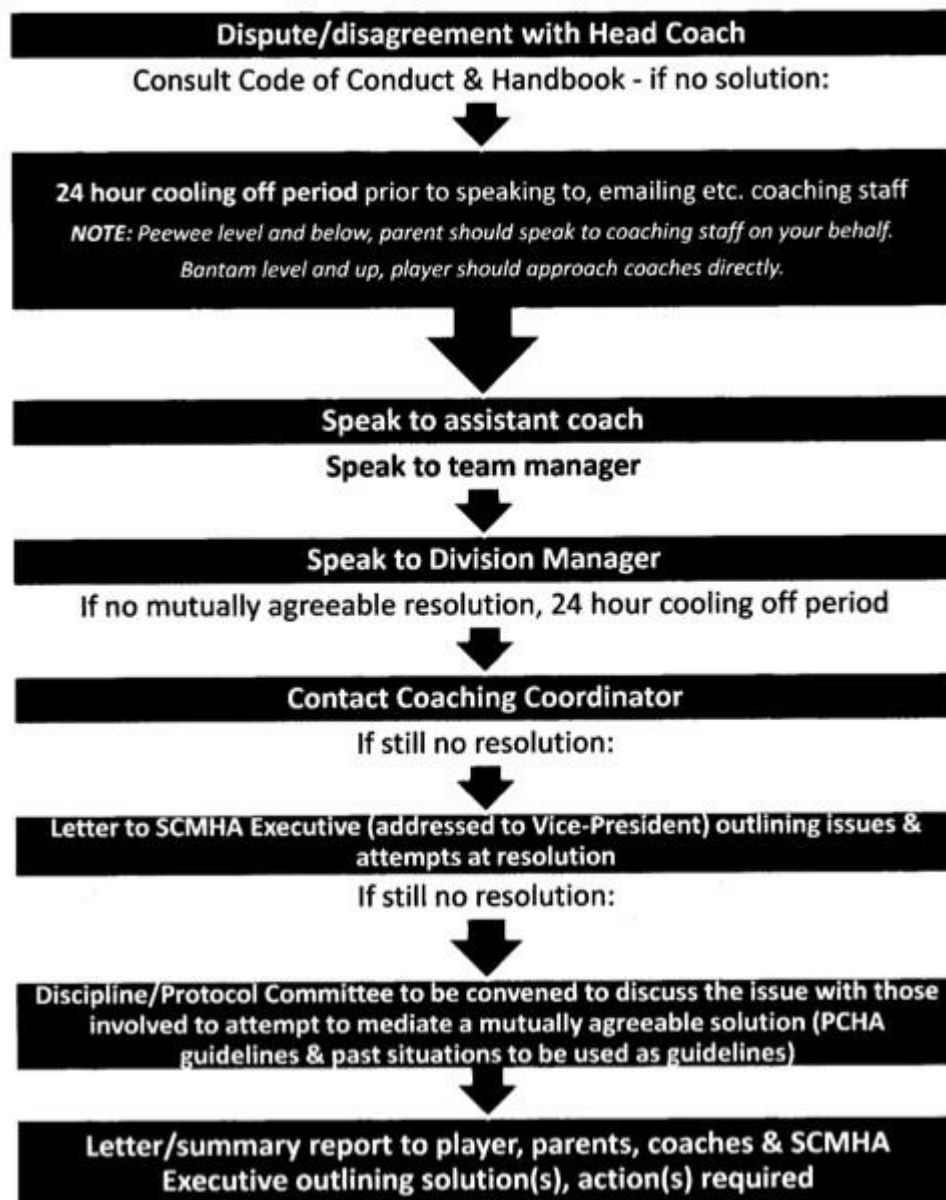 Dispute/disagreement with Head Coach
Consult Code of Conduct & Handbook - if no solution:
24 hour cooling off period prior to speaking to, emailing etc. coaching staff
NOTE: Peewee level and below, parent should speak to coaching staff on your behalf.
Bantam level and up, player should approach coaches directly.
Speak to assistant coach
Speak to team manager
Speak to Division Manager
If no mutually agreeable resolution, 24 hour cooling off period
Contact Coaching Coordinator
If still no resolution:
Letter to SCMHA Executive (addressed to Vice-President) outlining issues &
attempts at resolution
If still no resolution:
Discipline/Protocol Committee to be convened to discuss the issue with those
involved to attempt to mediate a mutually agreeable solution (PCHA
guidelines & past situations to be used as guidelines)
Letter/summary report to player, parents, coaches & SCMHA
Executive outlining solution(s), action(s) required